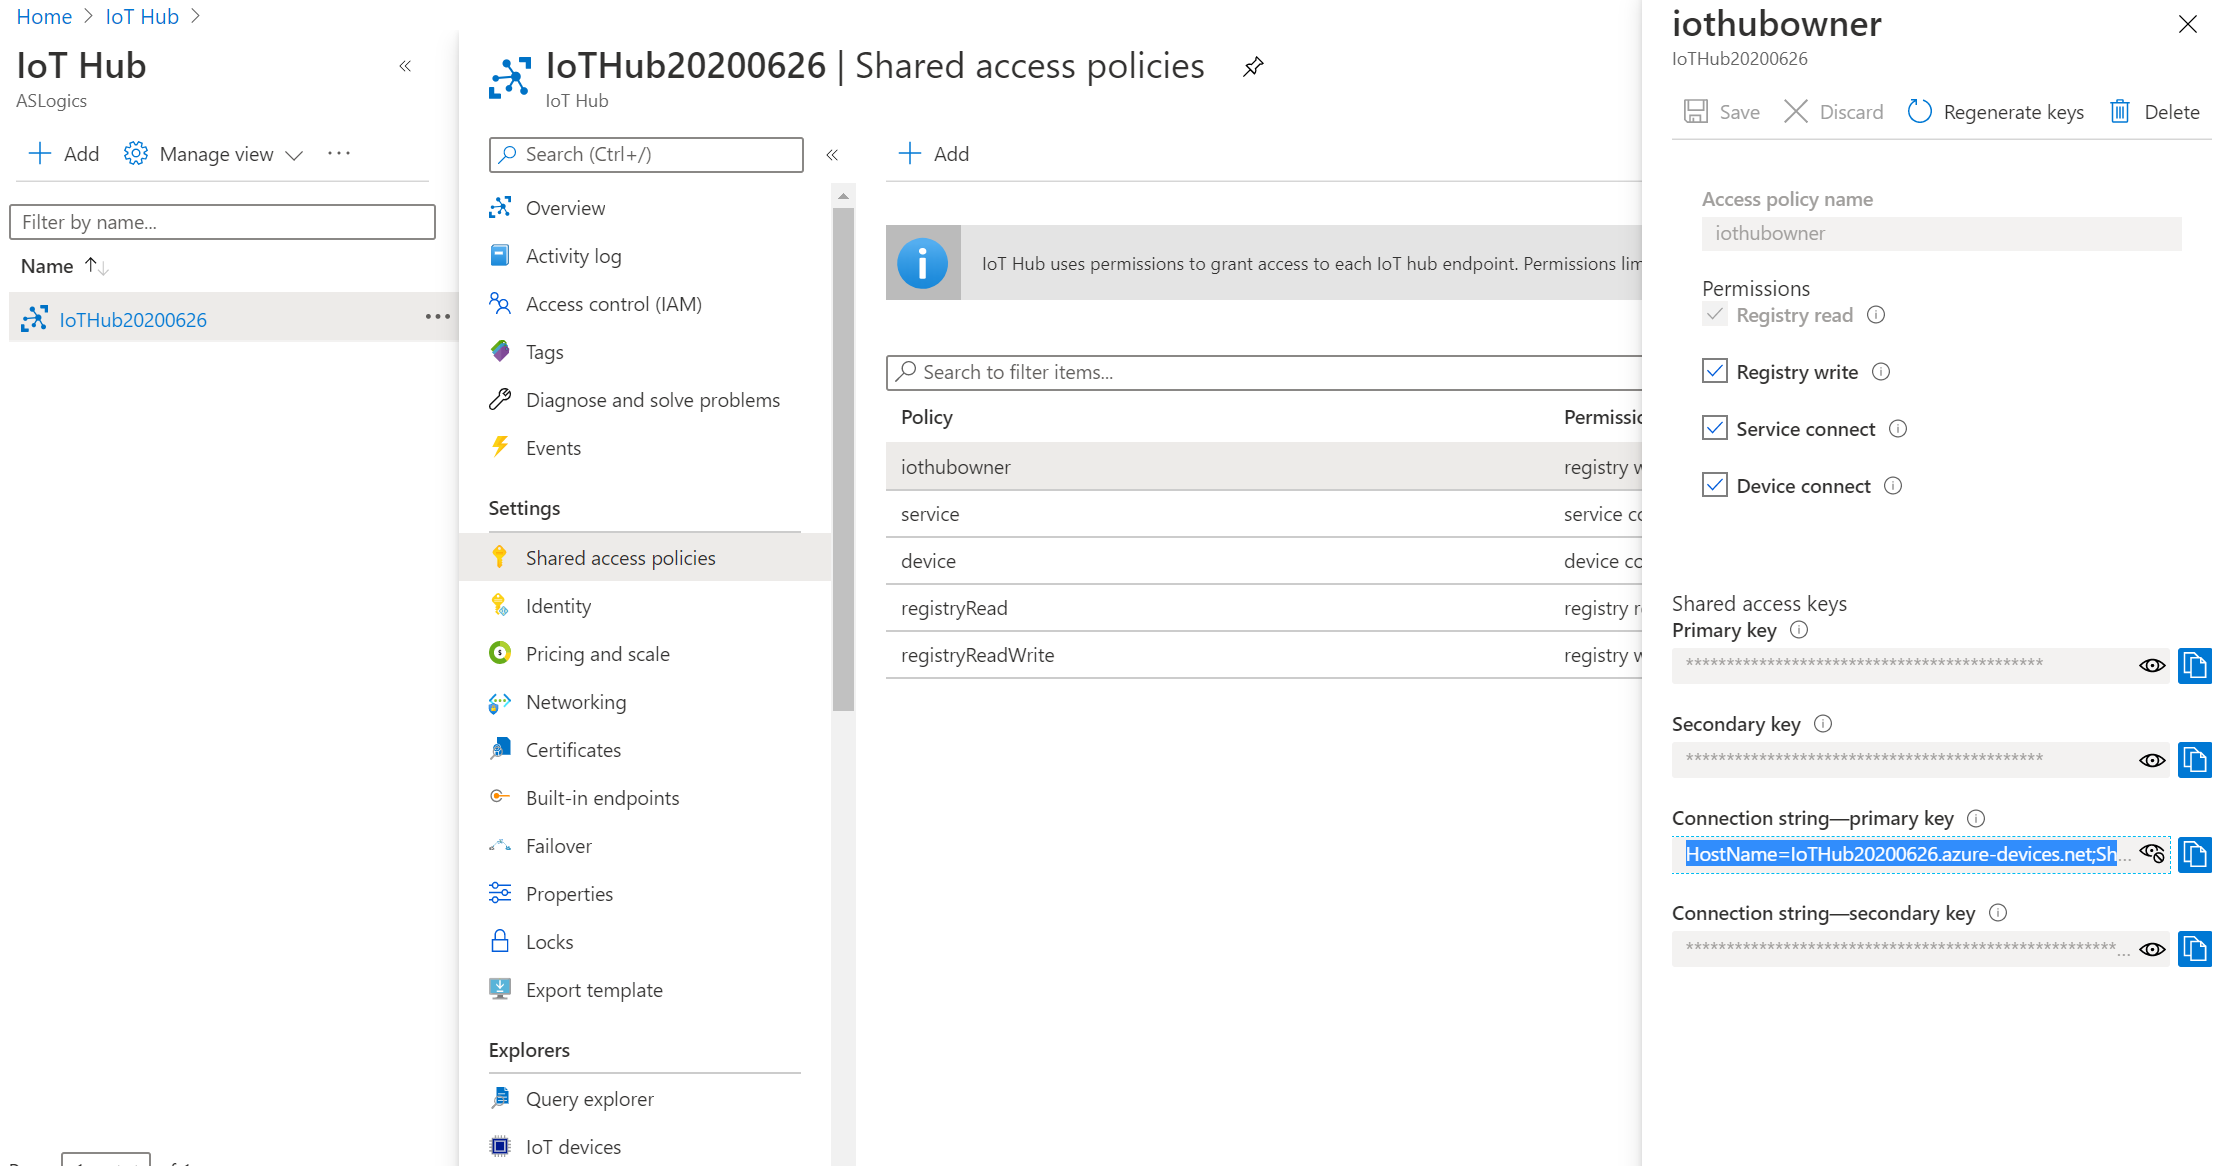 Home > IoT Hub >
IoT Hub
ASLogics
Add
Manage view
Filter by name...
Name
IoTHub20200626
IoTHub20200626 | Shared access policies
IoT Hub
Search (Ctrl+/)
Overview
Activity log
Access control (IAM)
Tags
Diagnose and solve problems
Events
Settings
Shared access policies
Identity
Pricing and scale
Networking
Certificates
Built-in endpoints
Failover
Properties
Locks
Export template
Explorers
Query explorer
IoT devices
Add
IoT Hub uses permissions to grant access to each IoT hub endpoint. Permissions lim
Search to filter items...
Policy Permissic
iothubowner registry w
service service cc
device device cc
registryRead registry r
registryReadWrite registry w
iothubowner
IoTHub20200626
Save
Discard
Regenerate keys
Delete
Access policy name
iothubowner
Permissions
Registry read
Registry write
Service connect
Device connect
Shared access keys
Primary key
Secondary key
Connection string—primary key
HostName=IoTHub20200626.azure-devices.net;Sh...
Connection string—secondary key